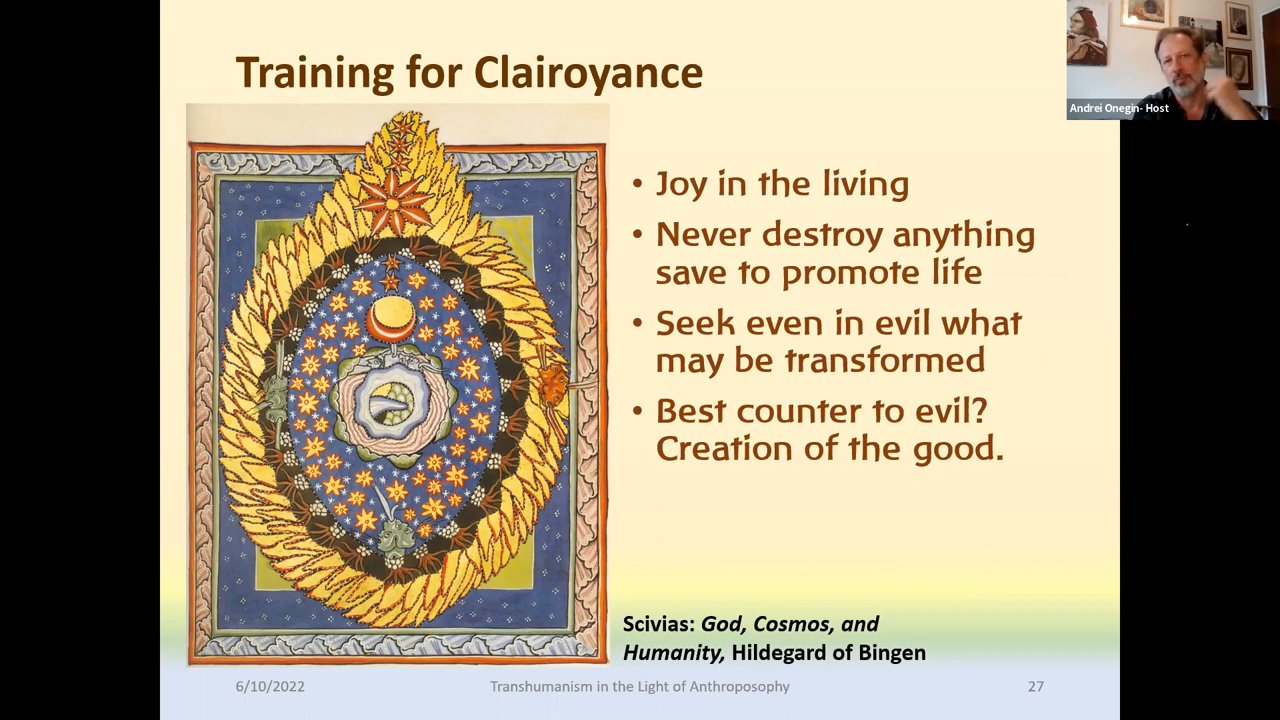 Training for Clairoyance
Andrei Onegin- Host
• Joy in the living
• Never destroy anything
save to promote life
• Seek even in evil what
may be transformed
• Best counter to evil?
Creation of the good.
Scivias: God, Cosmos, and
Humanity, Hildegard of Bingen
6/10/2022
Transhumanism in the Light of Anthroposophy
27